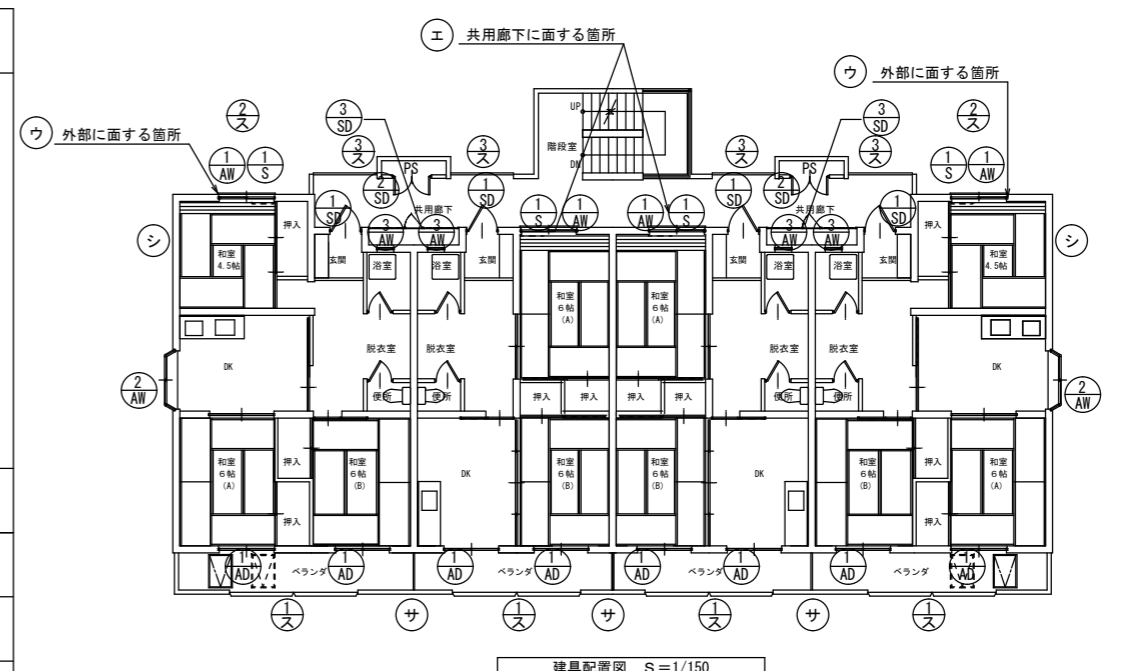 エ 共用廊下に面する箇所
ウ 外部に面する箇所
ウ 外部に面する箇所
2 ス
3 SD
3 ス
3 ス
UP
階段室
DN
3 ス
3 SD
3 ス
2 ス
1 AW
1 S
PS
PS
1 S
1 AW
1 SD
2 SD
1 SD
共用廊下
1 S
1 AW
1 AW
1 S
1 SD
2 SD
共用廊下
1 SD
3 AW
3 AW
3 AW
3 AW
シ
和室
4.5帖
押入
玄関
浴室
浴室
玄関
玄関
浴室
浴室
玄関
押入
和室
4.5帖
シ
和室
6帖
(A)
和室
6帖
(A)
DK
脱衣室
脱衣室
脱衣室
脱衣室
DK
2 AW
便所
便所
押入
押入
押入
押入
便所
便所
2 AW
和室
6帖
(A)
押入
押入
和室
6帖
(B)
DK
和室
6帖
(B)
和室
6帖
(B)
DK
和室
6帖
(B)
押入
押入
和室
6帖
(A)
1 AD
ベランダ
1 AD
1 AD
ベランダ
1 AD
1 AD
ベランダ
1 AD
1 AD
ベランダ
1 AD
1 ス
サ
1 ス
サ
1 ス
サ
1 ス
建具配置図 S=1/150